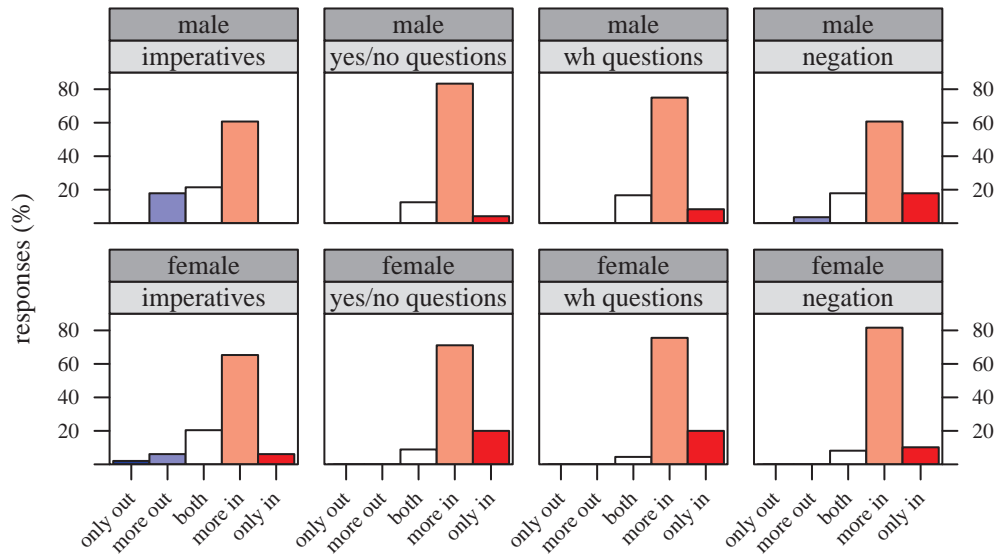 male male male male
imperatives yes/no questions wh questions negation
80 80
60 60
40 40
20 20
responses (%)
female female female female
imperatives yes/no questions wh questions negation
80 80
60 60
40 40
20 20
only out more out both more in only in only out more out both more in only in only out more out both more in only in only out more out both more in only in